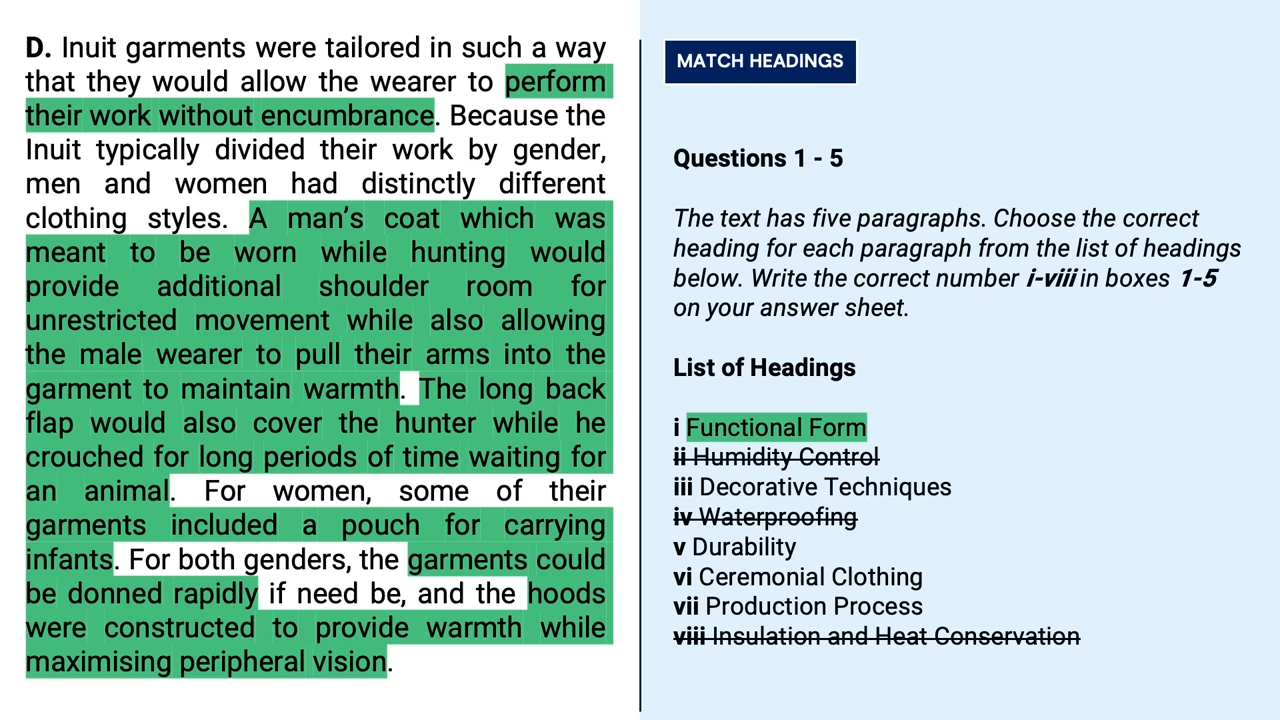 D. Inuit garments were tailored in such a way
that they would allow the wearer to perform
their work without encumbrance. Because the
Inuit typically divided their work by gender,
men and women had distinctly different
clothing styles. A man’s coat which was
meant to be worn while hunting would
provide additional shoulder room for
unrestricted movement while also allowing
the male wearer to pull their arms into the
garment to maintain warmth. The long back
flap would also cover the hunter while he
crouched for long periods of time waiting for
an animal. For women, some of their
garments included a pouch for carrying
infants. For both genders, the garments could
be donned rapidly if need be, and the hoods
were constructed to provide warmth while
maximising peripheral vision.
MATCH HEADINGS
Questions 1 - 5
The text has five paragraphs. Choose the correct
heading for each paragraph from the list of headings
below. Write the correct number i-viii in boxes 1-5
on your answer sheet.
List of Headings
i Functional Form
ii Humidity Control
iii Decorative Techniques
iv Waterproofing
v Durability
vi Ceremonial Clothing
vii Production Process
viii Insulation and Heat Conservation